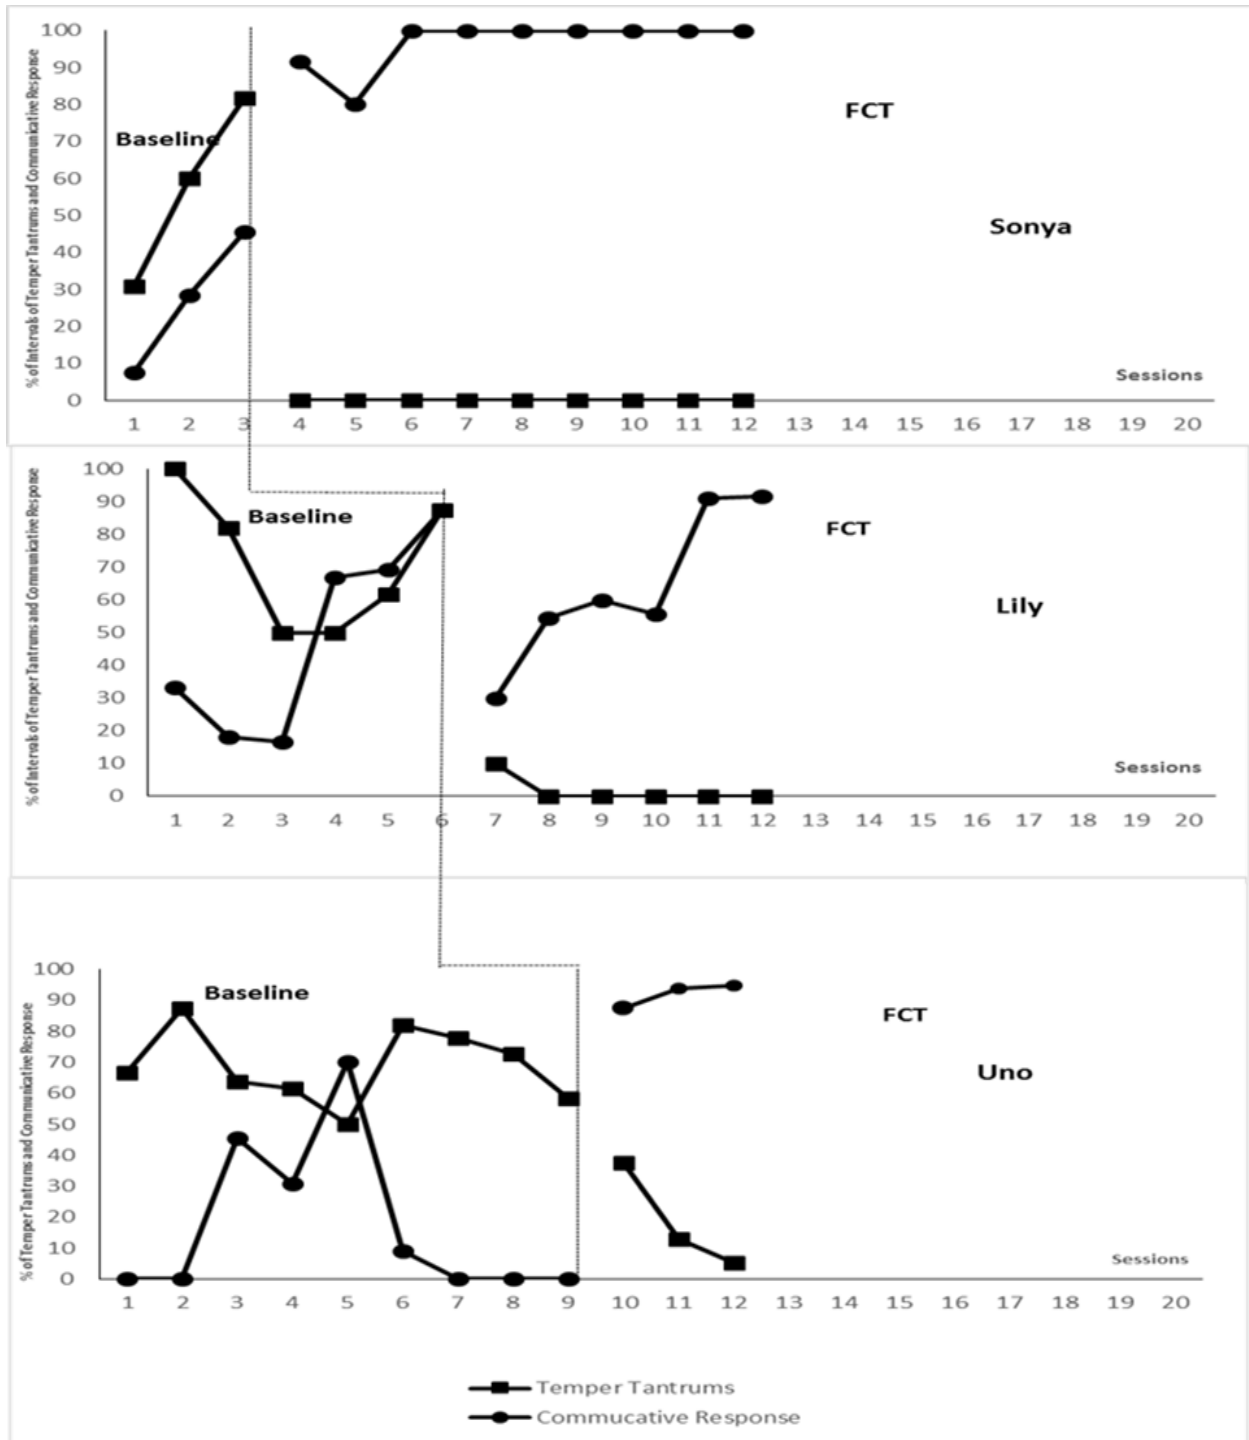 % of Intervals of Temper Tantrums and Communicative Response
100
90
80
70
60
50
40
30
20
10
0
Baseline
FCT
Sonya
Sessions
1 2 3 4 5 6 7 8 9 10 11 12 13 14 15 16 17 18 19 20
% of Intervals of Temper Tantrums and Communicative Response
100
90
80
70
60
50
40
30
20
10
0
Baseline
FCT
Lily
Sessions
1 2 3 4 5 6 7 8 9 10 11 12 13 14 15 16 17 18 19 20
% of Temper Tantrums and Communicative Response
100
90
80
70
60
50
40
30
20
10
0
Baseline
FCT
Uno
Sessions
1 2 3 4 5 6 7 8 9 10 11 12 13 14 15 16 17 18 19 20
Temper Tantrums
Commucative Response